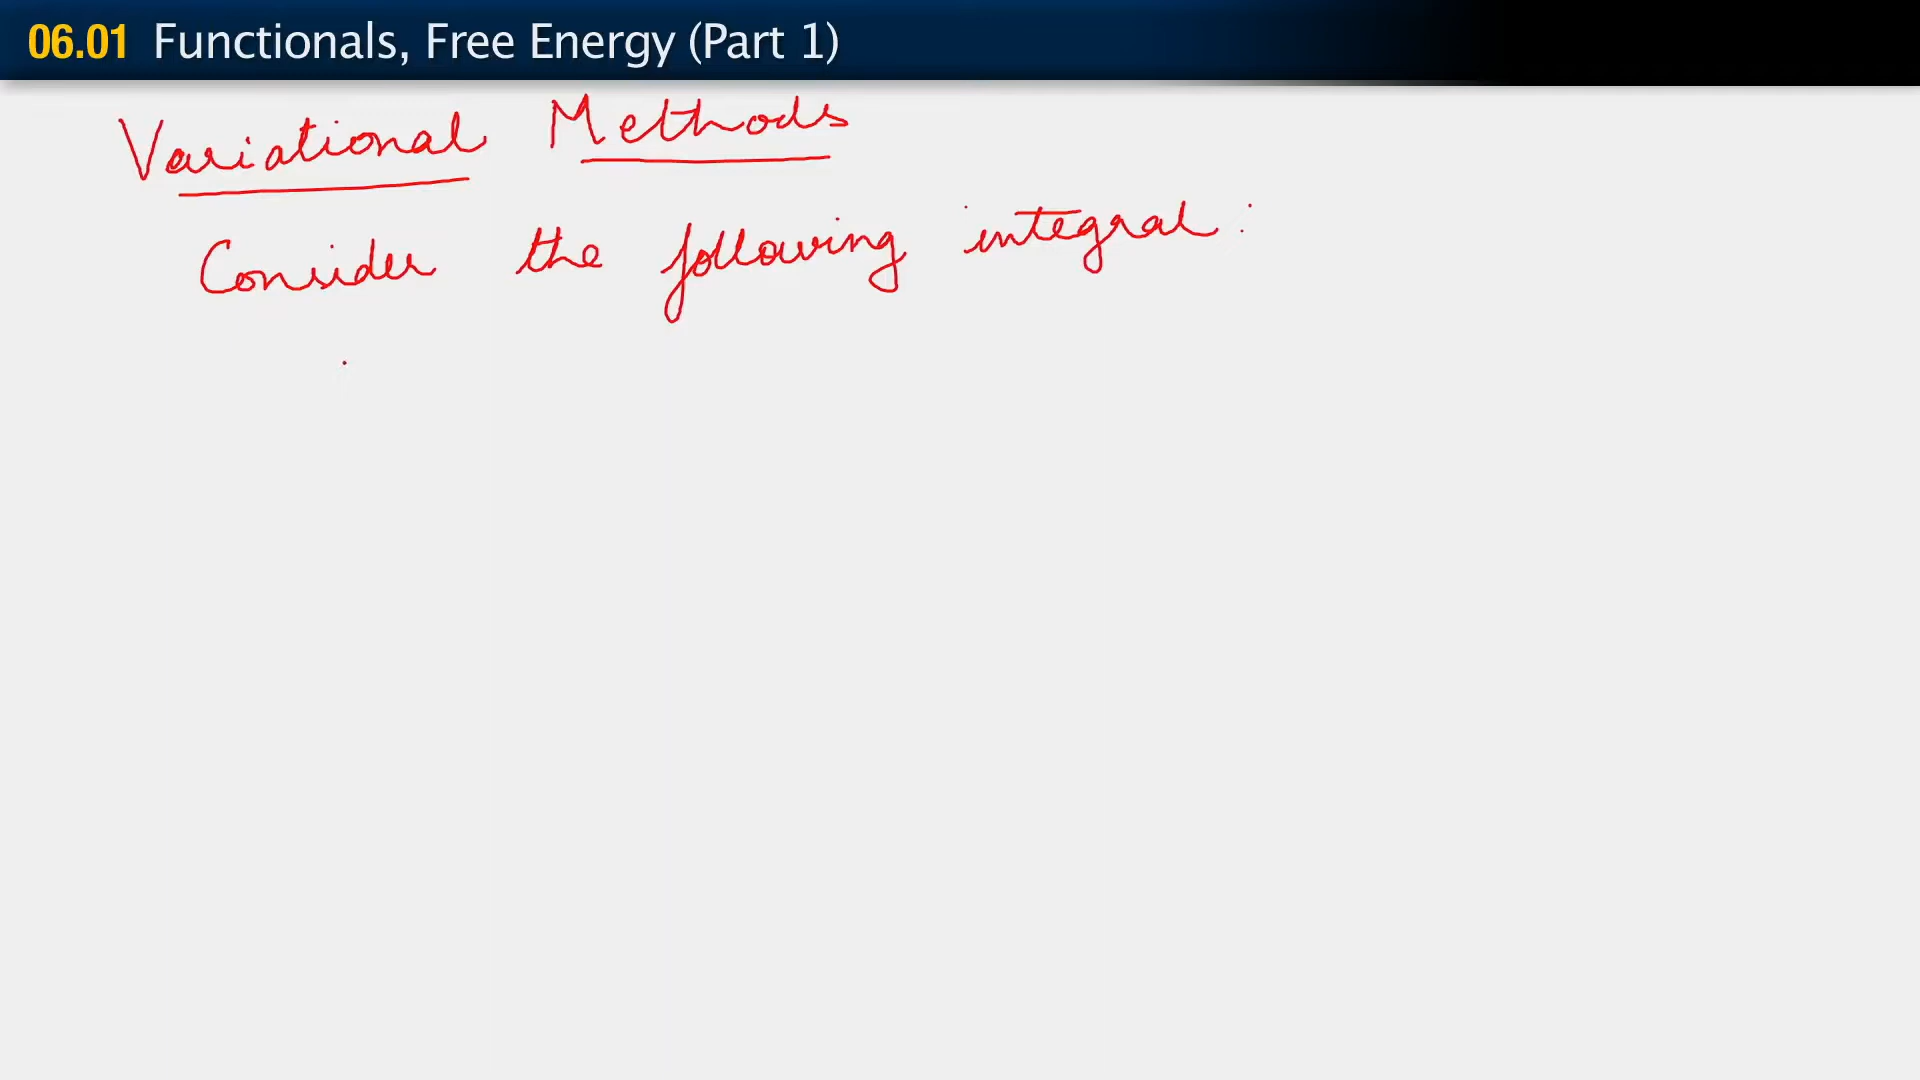 06.01 Functionals, Free Energy (Part 1)
Variational Methods
Consider the following integral: